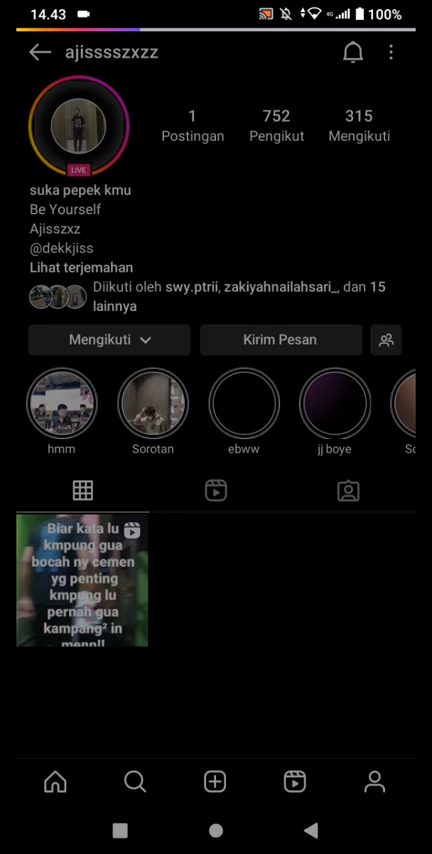 14.43
4G
100%
ajisssszxzz
LIVE
1
Postingan
752
Pengikut
315
Mengikuti
suka pepek kmu
Be Yourself
Ajisszxz
@dekkjiss
Lihat terjemahan
Diikuti oleh swy.ptrii, zakiyahnailahsari_, dan 15
lainnya
Mengikuti
Kirim Pesan
hmm
Sorotan
ebww
jj boye
Biar kata lu
kmpung gua
bocah ny cemen
yg penting
kmpung lu
pernah gua
kampang² in
menn!!